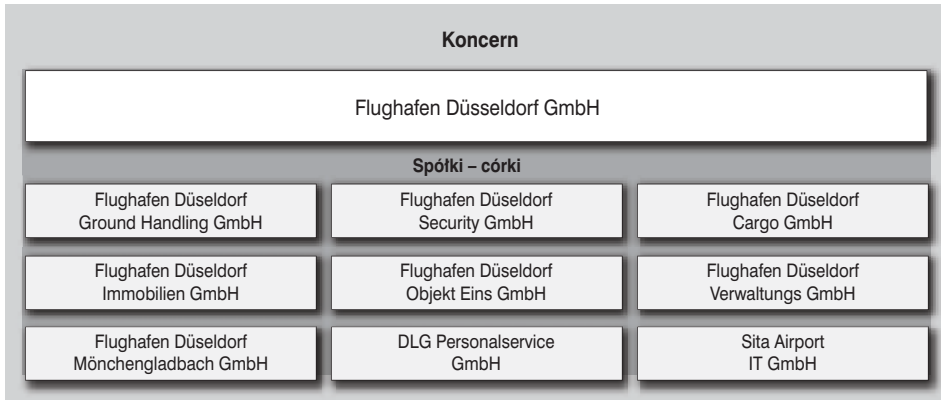 Koncern
Flughafen Düsseldorf GmbH
Spółki – córki
Flughafen Düseldorf
Ground Handling GmbH
Flughafen Düseldorf
Security GmbH
Flughafen Düseldorf
Cargo GmbH
Flughafen Düseldorf
Immobilien GmbH
Flughafen Düseldorf
Objekt Eins GmbH
Flughafen Düseldorf
Verwaltungs GmbH
Flughafen Düseldorf
Mönchengladbach GmbH
DLG Personalservice
GmbH
Sita Airport
IT GmbH